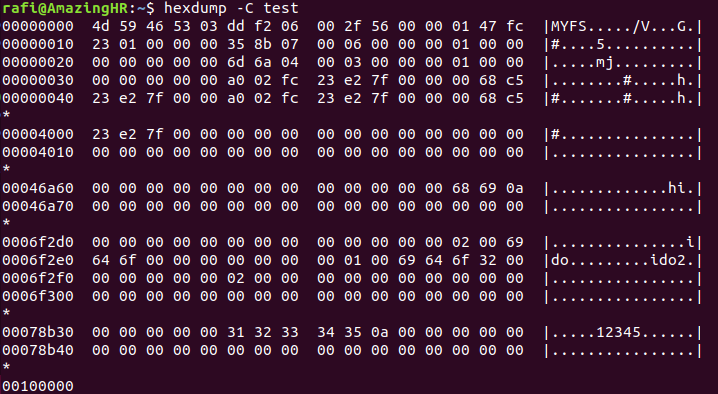 rafi@AmazingHR:~$ hexdump -C test
00000000  4d 59 46 53 03 dd f2 06  00 2f 56 00 00 01 47 fc  |MYFS...../V...G.|
00000010  23 01 00 00 00 35 8b 07  00 06 00 00 00 01 00 00  |#....5..........|
00000020  00 00 00 00 00 6d 6a 04  00 03 00 00 00 01 00 00  |.....mj.........|
00000030  00 00 00 00 a0 02 fc 23  e2 7f 00 00 00 00 68 c5  |........#.....h.|
00000040  23 e2 7f 00 00 a0 02 fc  23 e2 7f 00 00 00 68 c5  |#.......#.....h.|
*
00004000  23 e2 7f 00 00 00 00 00  00 00 00 00 00 00 00 00  |#...............|
00004010  00 00 00 00 00 00 00 00  00 00 00 00 00 00 00 00  |................|
*
00046a60  00 00 00 00 00 00 00 00  00 00 00 00 00 68 69 0a  |.............hi.|
00046a70  00 00 00 00 00 00 00 00  00 00 00 00 00 00 00 00  |................|
*
0006f2d0  00 00 00 00 00 00 00 00  00 00 00 00 00 02 00 69  |...............i|
0006f2e0  64 6f 00 00 00 00 00 00  00 00 01 00 69 64 6f 32 00  |do.........ido2.|
0006f2f0  00 00 00 00 00 02 00 00  00 00 00 00 00 00 00 00  |................|
0006f300  00 00 00 00 00 00 00 00  00 00 00 00 00 00 00 00  |................|
*
00078b30  00 00 00 00 00 31 32 33  34 35 0a 00 00 00 00 00  |.....12345......|
00078b40  00 00 00 00 00 00 00 00  00 00 00 00 00 00 00 00  |................|
*
00100000